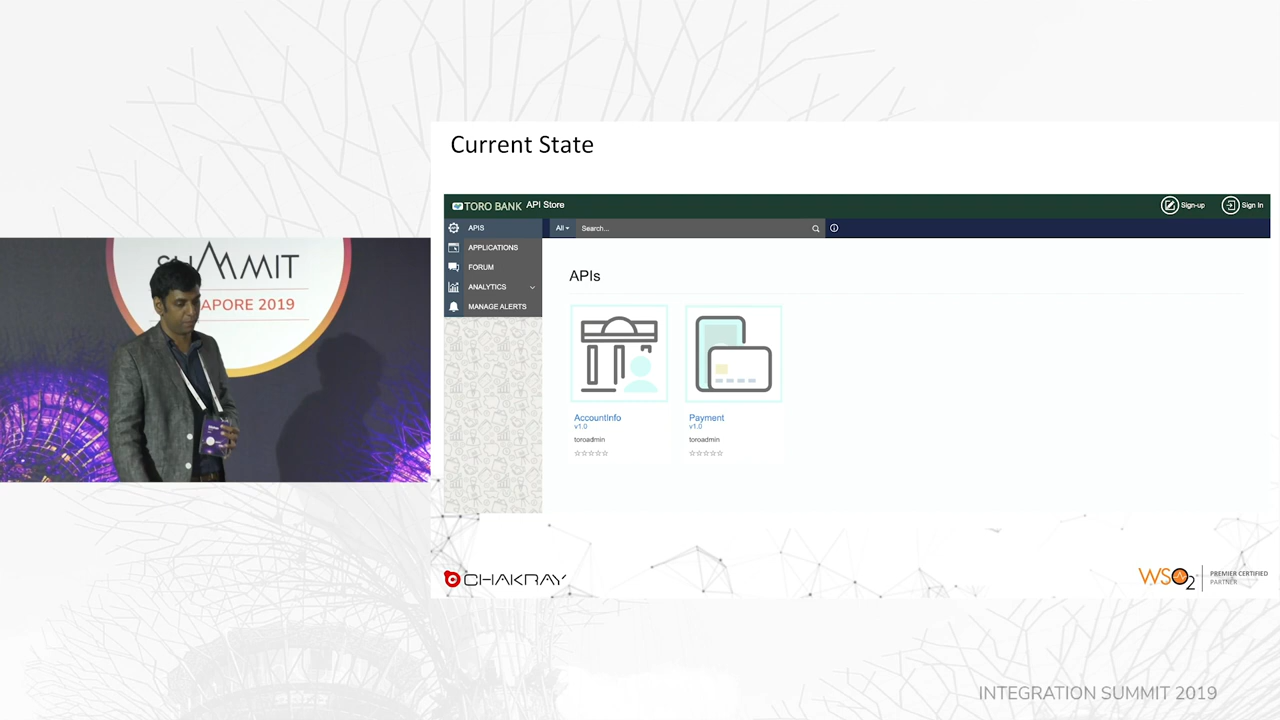 Current State
TORO BANK API Store
Sign-up
Sign In
APIS
All
Search...
APPLICATIONS
FORUM
ANALYTICS
MANAGE ALERTS
APIs
AccountInfo
v1.0
toroadmin
Payment
v1.0
toroadmin
SUMMIT
APORE 2019
CHAKRAY
WSO2
PREMIER CERTIFIED
PARTNER
INTEGRATION SUMMIT 2019